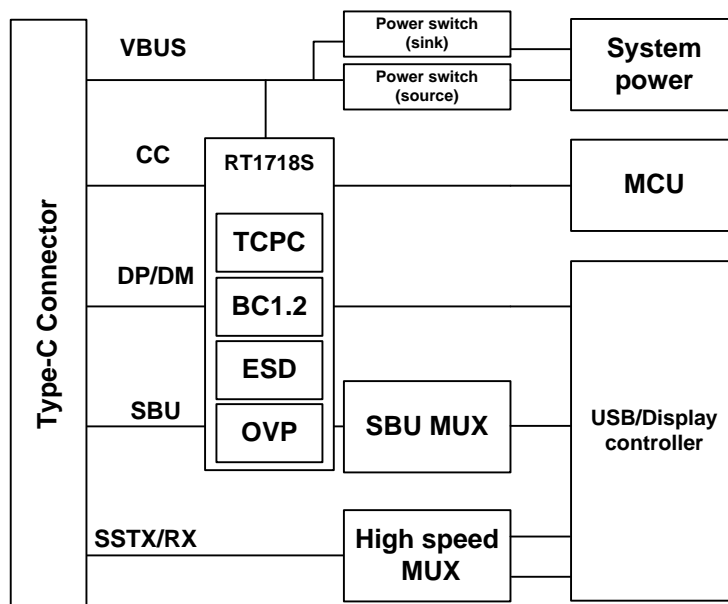 VBUS
Power switch
(sink)
System
power
Power switch
(source)
CC
RT1718S
MCU
Type-C Connector
TCPC
DP/DM
BC1.2
ESD
SBU
OVP
SBU MUX
USB/Display
controller
SSTX/RX
High speed
MUX